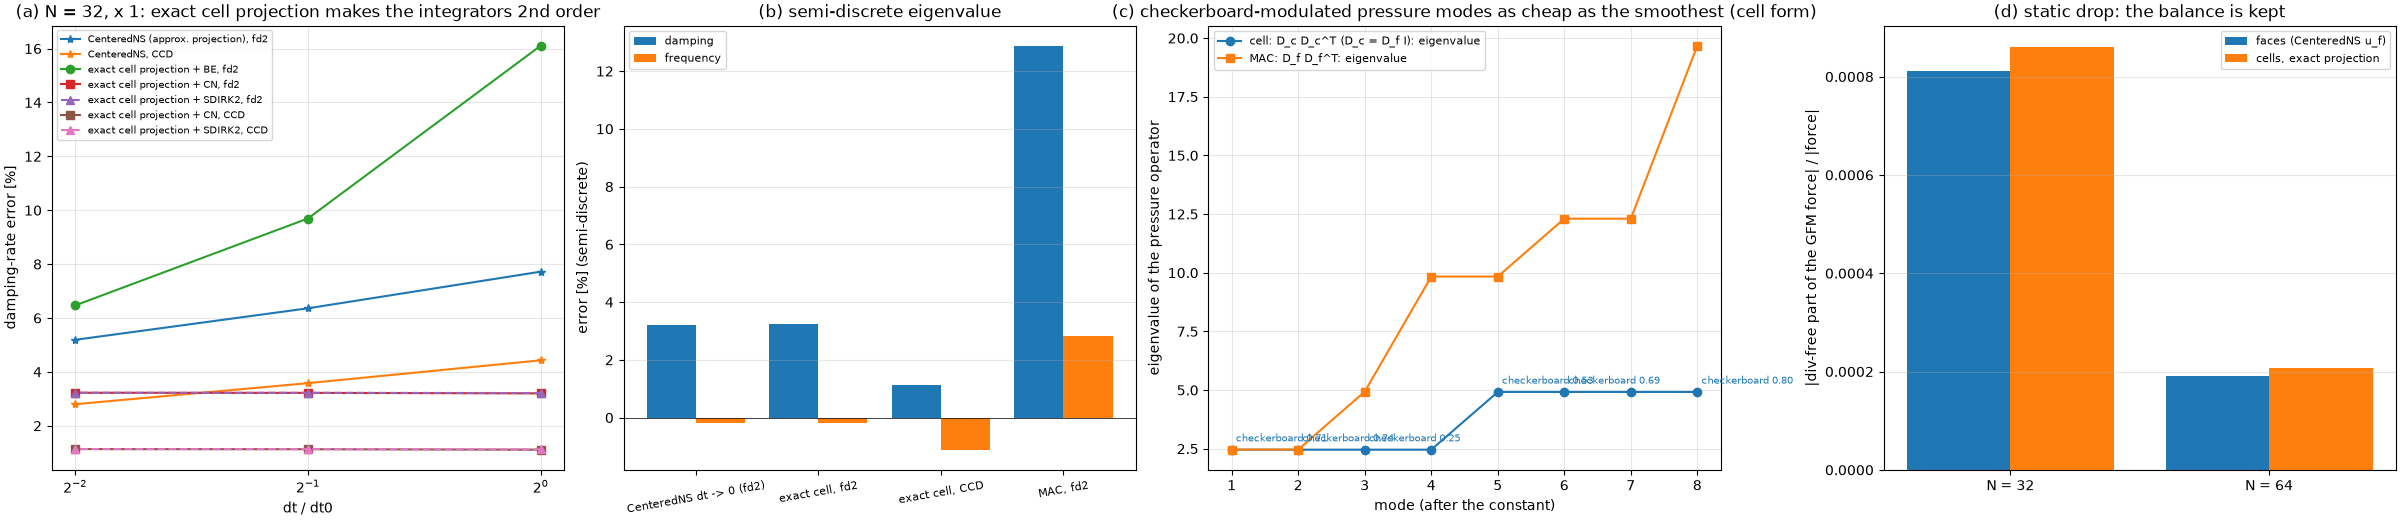 (a) N = 32, x 1: exact cell projection makes the integrators 2nd order
damping-rate error [%]
16
14
12
10
8
6
4
2
CenteredNS (approx. projection), fd2
CenteredNS, CCD
exact cell projection + BE, fd2
exact cell projection + CN, fd2
exact cell projection + SDIRK2, fd2
exact cell projection + CN, CCD
exact cell projection + SDIRK2, CCD
2⁻² 2⁻¹ 2⁰
dt / dt0
(b) semi-discrete eigenvalue
error [%] (semi-discrete)
12
10
8
6
4
2
0
damping
frequency
CenteredNS dt -> 0 (fd2)
exact cell, fd2
exact cell, CCD
MAC, fd2
(c) checkerboard-modulated pressure modes as cheap as the smoothest (cell form)
eigenvalue of the pressure operator
20.0
17.5
15.0
12.5
10.0
7.5
5.0
2.5
cell: D_c D_c^T (D_c = D_f I): eigenvalue
MAC: D_f D_f^T: eigenvalue
checkerboard
checkerboard 0.69
checkerboard 0.80
checkerboard
checkerboard
checkerboard 0.25
1 2 3 4 5 6 7 8
mode (after the constant)
(d) static drop: the balance is kept
|div-free part of the GFM force| / |force|
0.0008
0.0006
0.0004
0.0002
0.0000
faces (CenteredNS u_f)
cells, exact projection
N = 32
N = 64